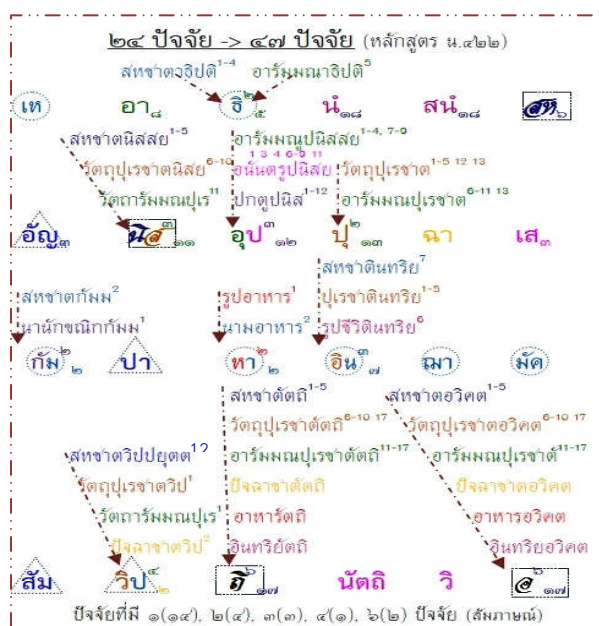 ๒๔ ปัจจัย -> ๔๗ ปัจจัย (หลักสูตร น.๔๒๒)
สหชาตาธิปติ¹⁻⁴ อารัมมณาธิปติ⁵
เห อา๘ ธิ๒๕ นํ๑๘ สนํ๑๘ สห๖
สหชาตนิสสย¹⁻⁵ อารัมมณูปนิสสย¹⁻⁴, ⁷⁻⁹
วัตถุปุเรชาตนิสย⁶⁻¹⁰ อนันตรูปนิสย¹ ³ ⁴ ⁶⁻⁹ ¹¹ วัตถุปุเรชาต¹⁻⁵ ¹² ¹³
วัตถารัมมณปุเร¹¹ ปกตูปนิส¹⁻¹² อารัมมณปุเรชาต⁶⁻¹¹ ¹³
อัญ๓ นิส๓๑๑ อุป๓๑๒ ปุ๒๑๓ ฉา เส๓
สหชาตินทริย⁷
สหชาตกัมม² รูปอาหาร¹ ปุเรชาตินทริย¹⁻⁵
นานักขณิกกัมม¹ นามอาหาร² รูปชีวิตินทริย⁶
กัม๒๒ ปา หา๒๒ อิน๓๗ ฌา มัค
สหชาตัตถิ¹⁻⁵ สหชาตอวิคต¹⁻⁵
วัตถุปุเรชาตัตถิ⁶⁻¹⁰ ¹⁷ วัตถุปุเรชาตอวิคต⁶⁻¹⁰ ¹⁷
สหชาตวิปปยุตต¹² อารัมมณปุเรชาตัตถิ¹¹⁻¹⁷ อารัมมณปุเรชาต¹¹⁻¹⁷
วัตถุปุเรชาตวิป¹ ปัจฉาชาตัตถิ ปัจฉาชาตอวิคต
วัตถารัมมณปุเร¹ อาหารัตถิ อาหารอวิคต
ปัจฉาชาตวิป² อินทริยัตถิ อินทริยอวิคต
สัม วิป๔๒ ถิ๖๑๗ นัตถิ วิ อ๖๑๗
ปัจจัยที่มี ๑(๑๔), ๒(๔), ๓(๓), ๔(๑), ๖(๒) ปัจจัย (สัมภาษณ์)